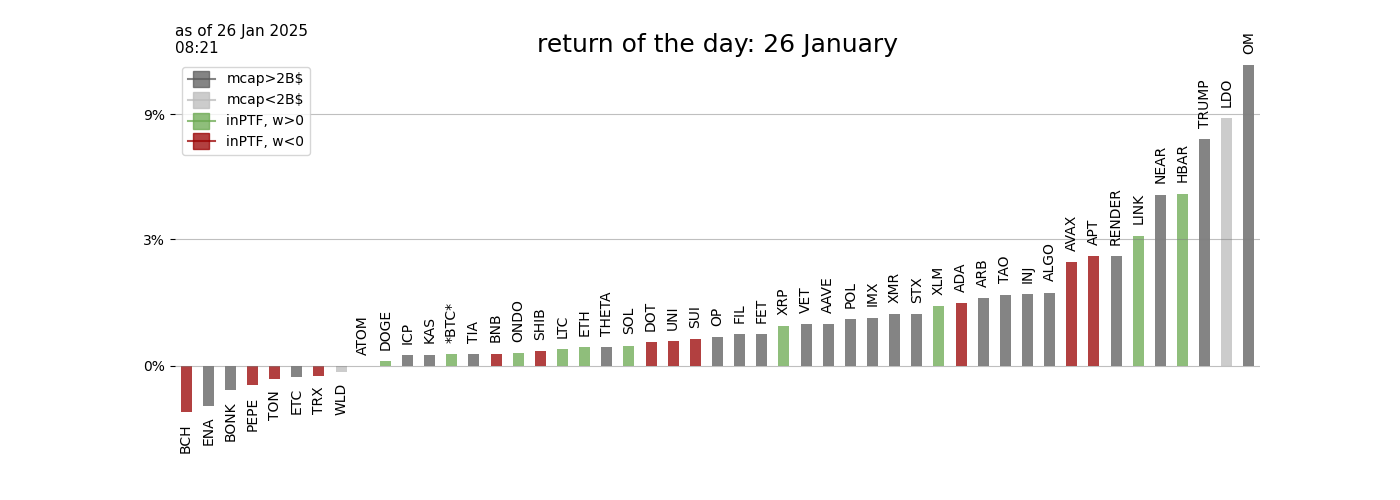 as of 26 Jan 2025
08:21
return of the day: 26 January
mcap>2B$
mcap<2B$
inPTF, w>0
inPTF, w<0
9%
3%
0%
BCH
ENA
BONK
PEPE
TON
ETC
TRX
WLD
ATOM
DOGE
ICP
KAS
*BTC*
TIA
BNB
ONDO
SHIB
LTC
ETH
THETA
SOL
DOT
UNI
SUI
OP
FIL
FET
XRP
VET
AAVE
POL
IMX
XMR
STX
XLM
ADA
ARB
TAO
INJ
ALGO
AVAX
APT
RENDER
LINK
NEAR
HBAR
TRUMP
LDO
OM